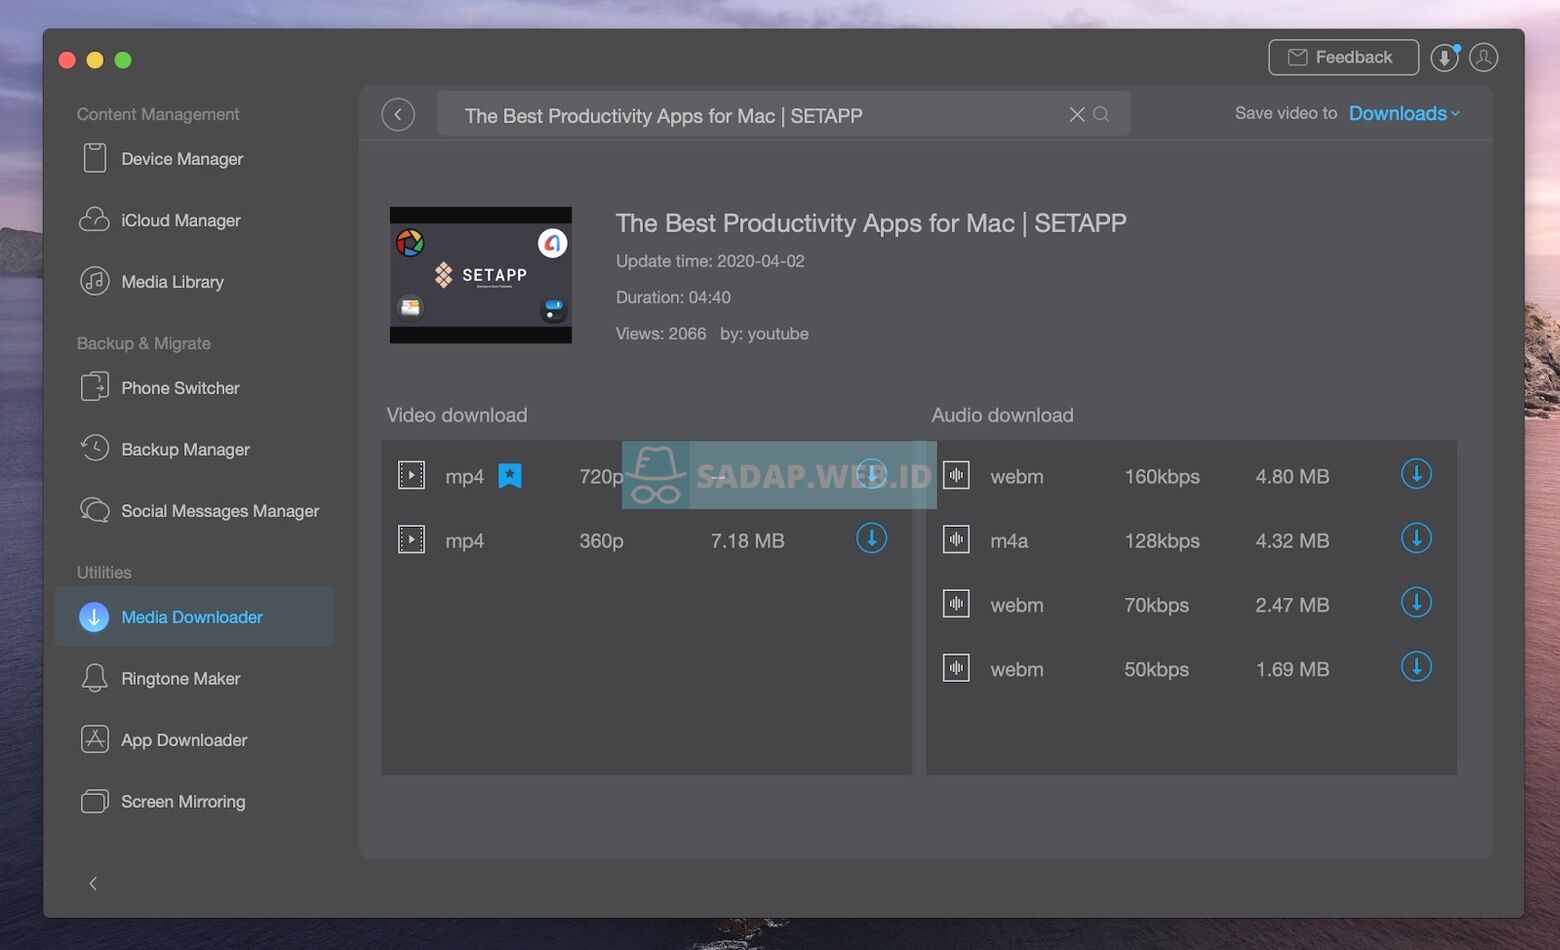 Feedback
Content Management
Device Manager
iCloud Manager
Media Library
Backup & Migrate
Phone Switcher
Backup Manager
Social Messages Manager
Utilities
Media Downloader
Ringtone Maker
App Downloader
Screen Mirroring
The Best Productivity Apps for Mac | SETAPP
Save video to Downloads
SETAPP
The Best Productivity Apps for Mac | SETAPP
Update time: 2020-04-02
Duration: 04:40
Views: 2066 by: youtube
Video download
mp4 720p --
mp4 360p 7.18 MB
SADAP.WEB.ID
Audio download
webm 160kbps 4.80 MB
m4a 128kbps 4.32 MB
webm 70kbps 2.47 MB
webm 50kbps 1.69 MB